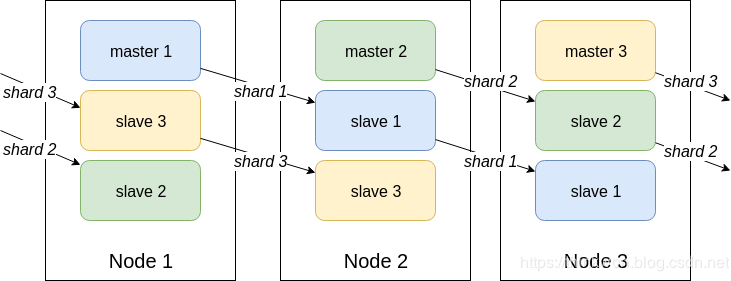 master 1
master 2
master 3
shard 3
shard 1
shard 2
shard 3
slave 3
slave 1
slave 2
shard 2
shard 3
shard 1
shard 2
slave 2
slave 3
slave 1
Node 1
Node 2
Node 3